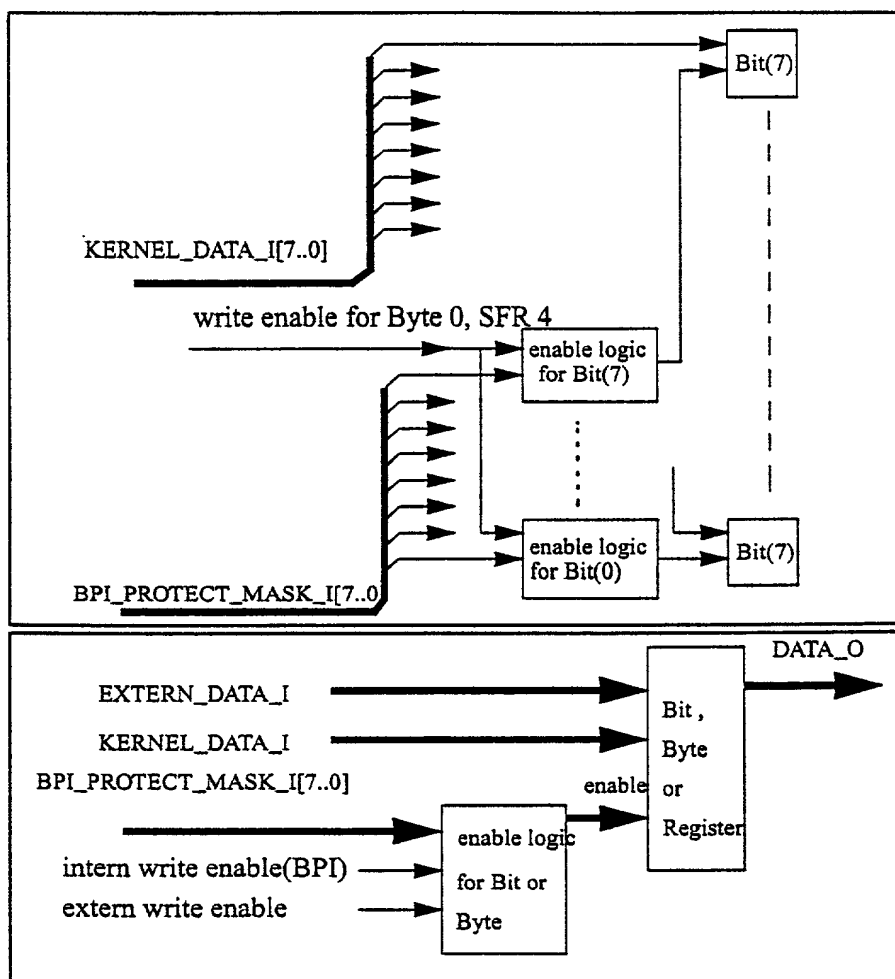 Bit(7)
KERNEL_DATA_I[7..0]
write enable for Byte 0, SFR 4
enable logic
for Bit(7)
enable logic
for Bit(0)
Bit(7)
BPI_PROTECT_MASK_I[7..0]
DATA_O
EXTERN_DATA_I
KERNEL_DATA_I
BPI_PROTECT_MASK_I[7..0]
enable
Bit ,
Byte
or
Register
intern write enable(BPI)
extern write enable
enable logic
for Bit or
Byte